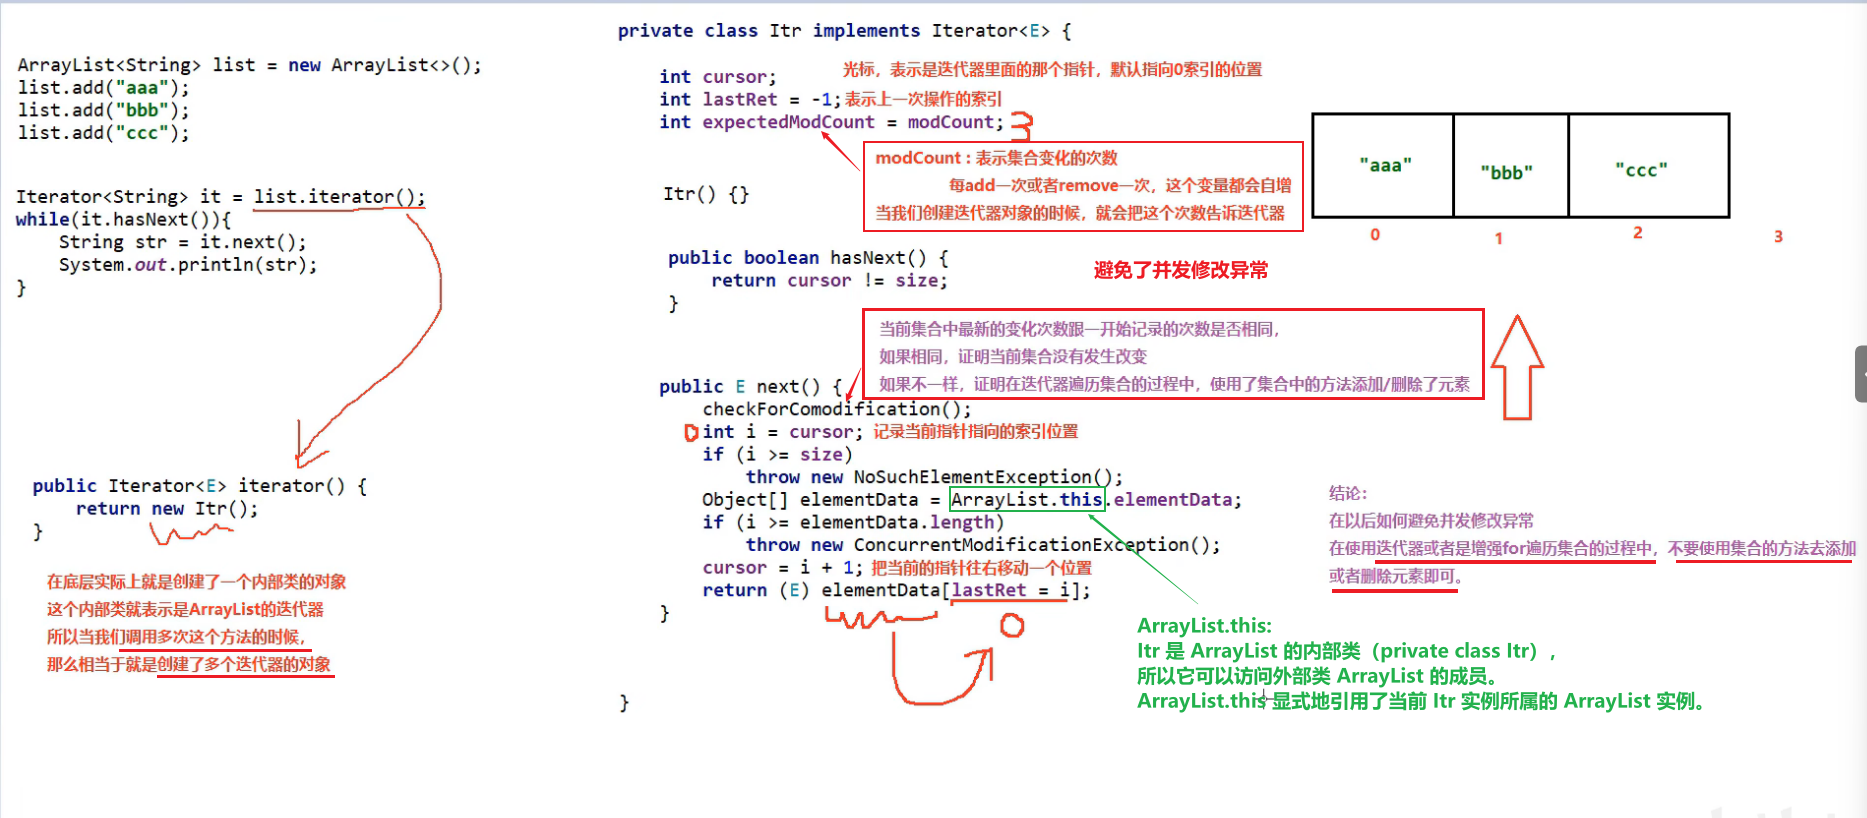 ArrayList<String> list = new ArrayList<>();
list.add("aaa");
list.add("bbb");
list.add("ccc");
Iterator<String> it = list.iterator();
while(it.hasNext()){
String str = it.next();
System.out.println(str);
}
public Iterator<E> iterator() {
return new Itr();
}
在底层实际上就是创建了一个内部类的对象
这个内部类就表示是ArrayList的迭代器
所以当我们调用多次这个方法的时候,
那么相当于就是创建了多个迭代器的对象
private class Itr implements Iterator<E> {
int cursor; 光标，表示是迭代器里面的那个指针，默认指向0索引的位置
int lastRet = -1; 表示上一次操作的索引
int expectedModCount = modCount; 3
modCount：表示集合变化的次数
每add一次或者remove一次，这个变量都会自增
当我们创建迭代器对象的时候，就会把这个次数告诉迭代器
Itr() {}
public boolean hasNext() {
return cursor != size;
}
避免了并发修改异常
当前集合中最新的变化次数跟一开始记录的次数是否相同，
如果相同，证明当前集合没有发生改变
如果不一样，证明在迭代器遍历集合的过程中，使用了集合中的方法添加/删除了元素
public E next() {
checkForComodification();
0 int i = cursor; 记录当前指针指向的索引位置
if (i >= size)
throw new NoSuchElementException();
Object[] elementData = ArrayList.this.elementData;
if (i >= elementData.length)
throw new ConcurrentModificationException();
cursor = i + 1; 把当前的指针往右移动一个位置
return (E) elementData[lastRet = i];
}
0
}
"aaa" "bbb" "ccc"
0 1 2 3
结论：
在以后如何避免并发修改异常
在使用迭代器或者是增强for遍历集合的过程中，不要使用集合的方法去添加
或者删除元素即可。
ArrayList.this:
Itr 是 ArrayList 的内部类（private class Itr），
所以它可以访问外部类 ArrayList 的成员。
ArrayList.this 显式地引用了当前 Itr 实例所属的 ArrayList 实例。